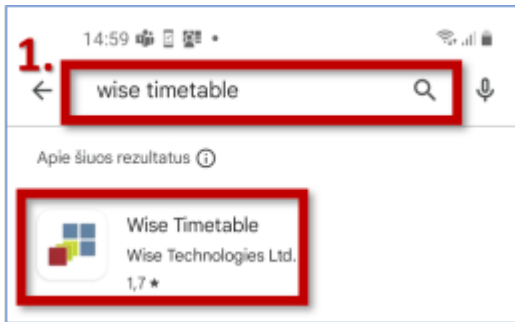 14:59
1.
wise timetable
Apie šiuos rezultatus
Wise Timetable
Wise Technologies Ltd.
1,7 ★